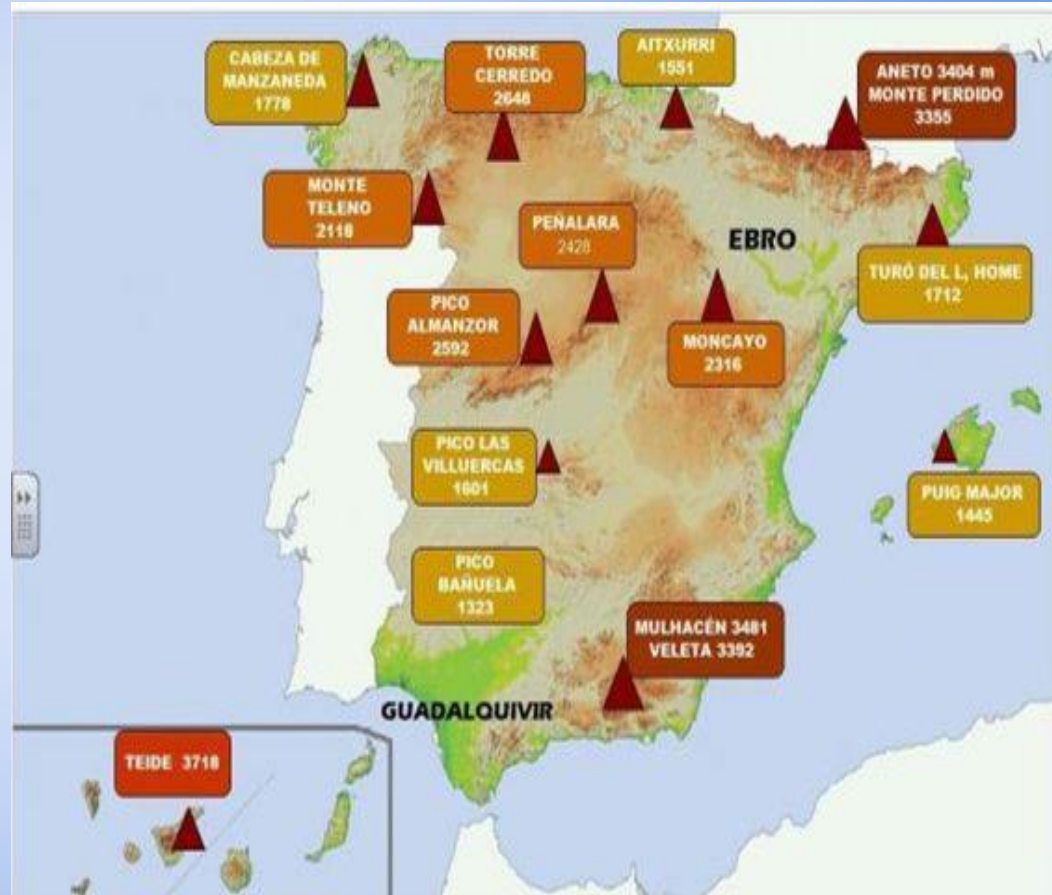 CABEZA DE
MANZANEDA
1778
TORRE
CERREDO
2648
AITXURRI
1551
ANETO 3404 m
MONTE PERDIDO
3355
MONTE
TELENO
2118
PEÑALARA
2428
EBRO
TURÓ DEL L, HOME
1712
PICO
ALMANZOR
2592
MONCAYO
2316
PICO LAS
VILLUERCAS
1601
PUIG MAJOR
1445
PICO
BAÑUELA
1323
MULHACÉN 3481
VELETA 3392
GUADALQUIVIR
TEIDE 3718